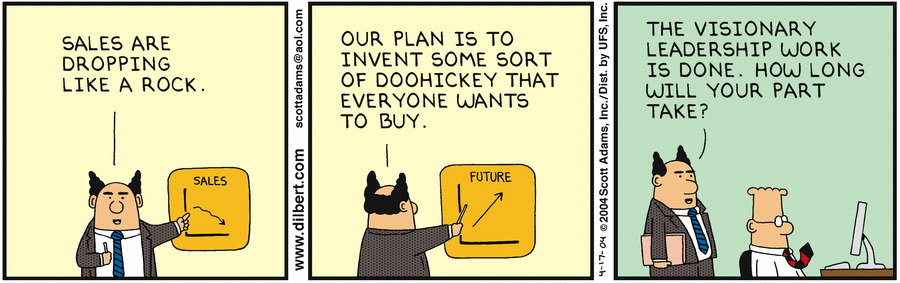 SALES ARE
DROPPING
LIKE A ROCK.
SALES
www.dilbert.com scottadams@aol.com
OUR PLAN IS TO
INVENT SOME SORT
OF DOOHICKEY THAT
EVERYONE WANTS
TO BUY.
FUTURE
4-17-04 ©2004 Scott Adams, Inc./Dist. by UFS, Inc.
THE VISIONARY
LEADERSHIP WORK
IS DONE. HOW LONG
WILL YOUR PART
TAKE?